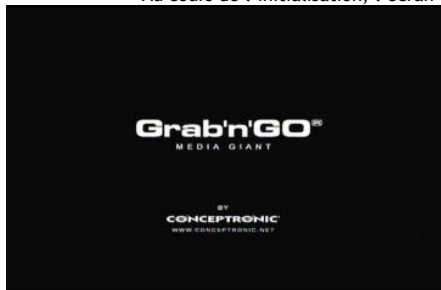 Au cours de l'initialisation, l'écran
Grab'n'GO®
MEDIA GIANT
BY
CONCEPTRONIC
WWW.CONCEPTRONIC.NET